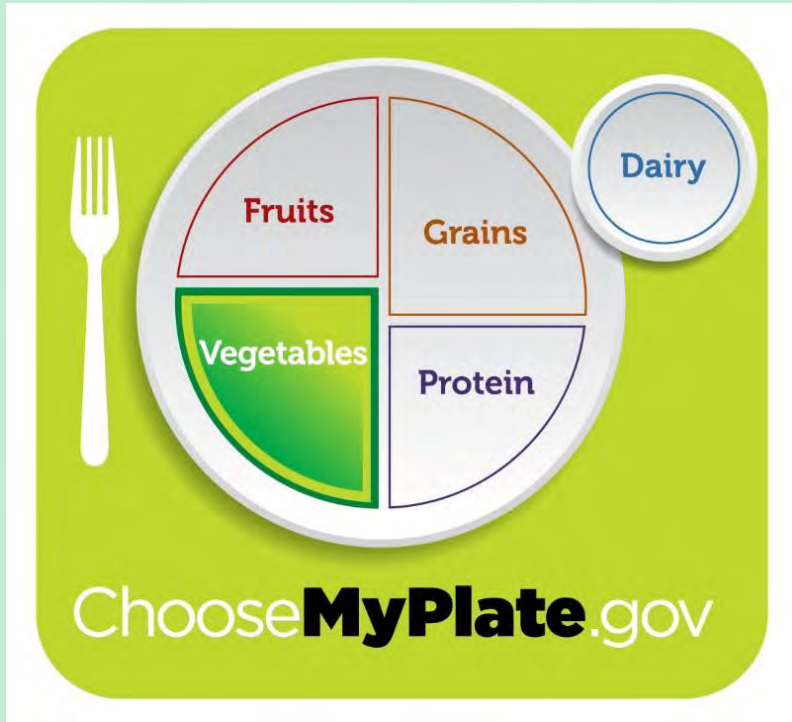 Dairy
Fruits
Grains
Vegetables
Protein
ChooseMyPlate.gov